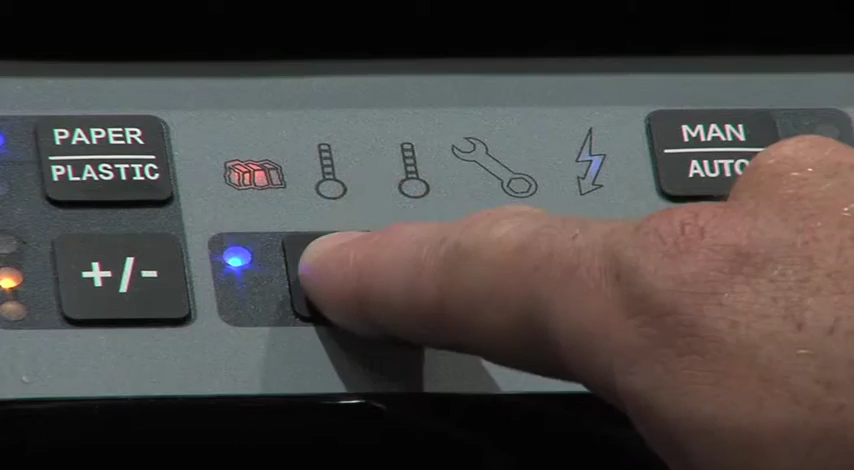 PAPER
PLASTIC
+/-
MAN
AUTO